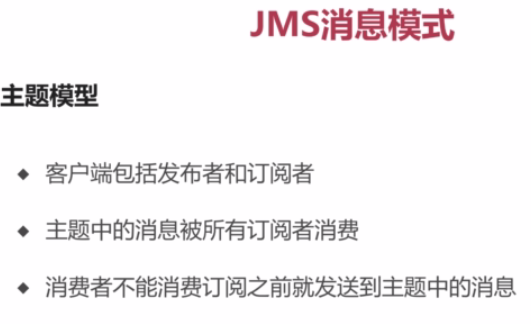 JMS消息模式
主题模型
◆ 客户端包括发布者和订阅者
◆ 主题中的消息被所有订阅者消费
◆ 消费者不能消费订阅之前就发送到主题中的消息